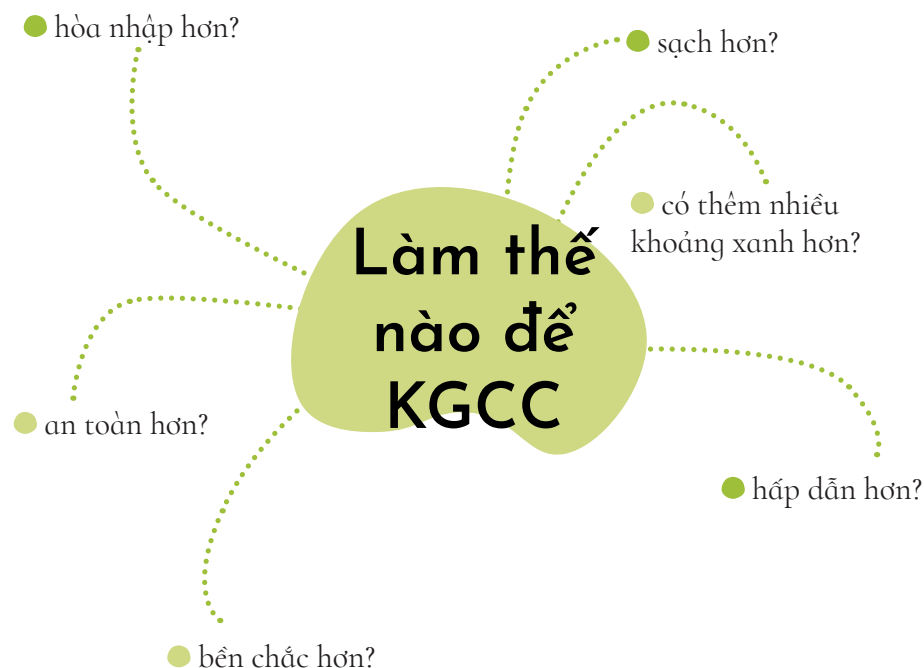 hòa nhập hơn?
sạch hơn?
có thêm nhiều
khoảng xanh hơn?
Làm thế
nào để
KGCC
an toàn hơn?
hấp dẫn hơn?
bền chắc hơn?